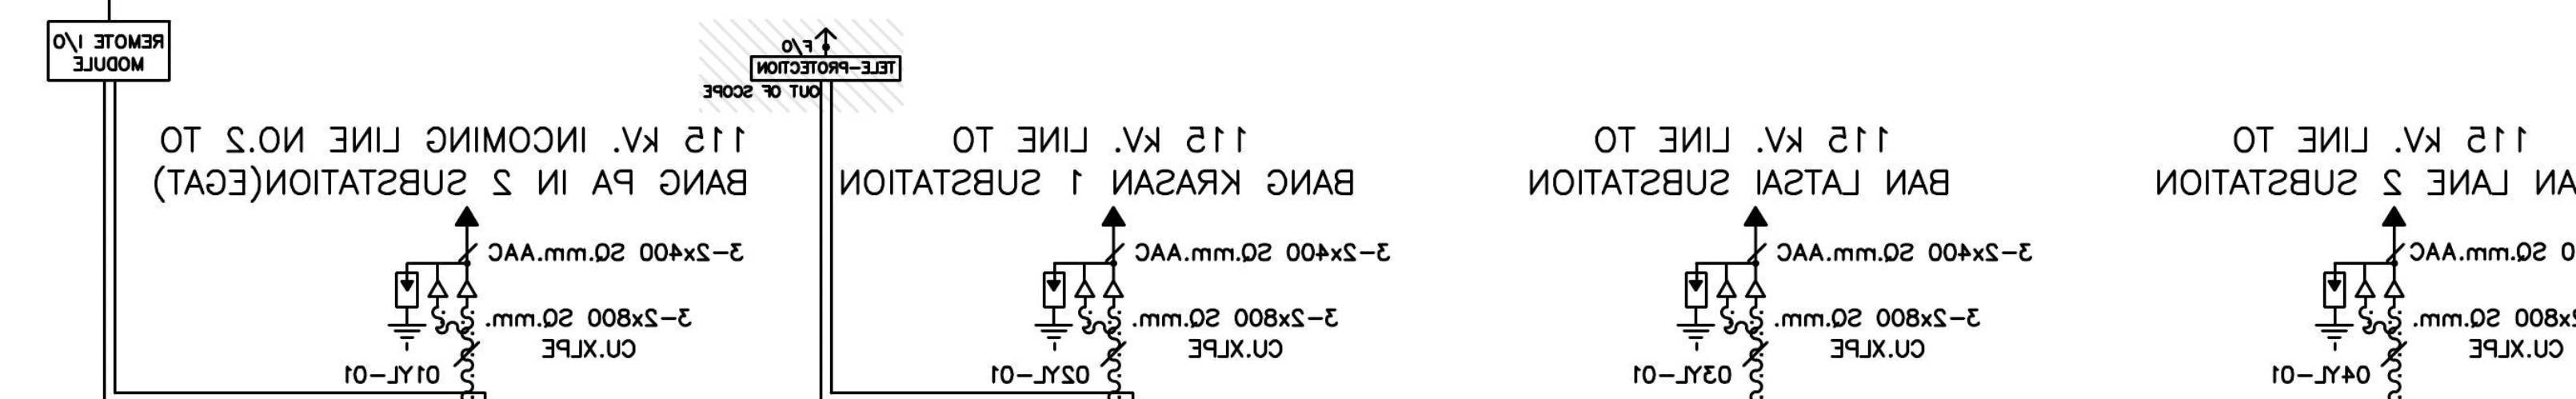 REMOTE I/O
MODULE
F/O
TELE-PROTECTION
OUT OF SCOPE
115 kV. INCOMING LINE NO.2 TO
BANG PA IN 2 SUBSTATION(EGAT)
3-2x400 SQ.mm.AAC
3-2x800 SQ.mm.
CU.XLPE
01YL-01
115 kV. LINE TO
BANG KRASAN 1 SUBSTATION
3-2x400 SQ.mm.AAC
3-2x800 SQ.mm.
CU.XLPE
02YL-01
115 kV. LINE TO
BAN LATSAI SUBSTATION
3-2x400 SQ.mm.AAC
3-2x800 SQ.mm.
CU.XLPE
03YL-01
115 kV. LINE TO
LANE 2 SUBSTATION
SQ.mm.AAC
SQ.mm.
CU.XLPE
04YL-01